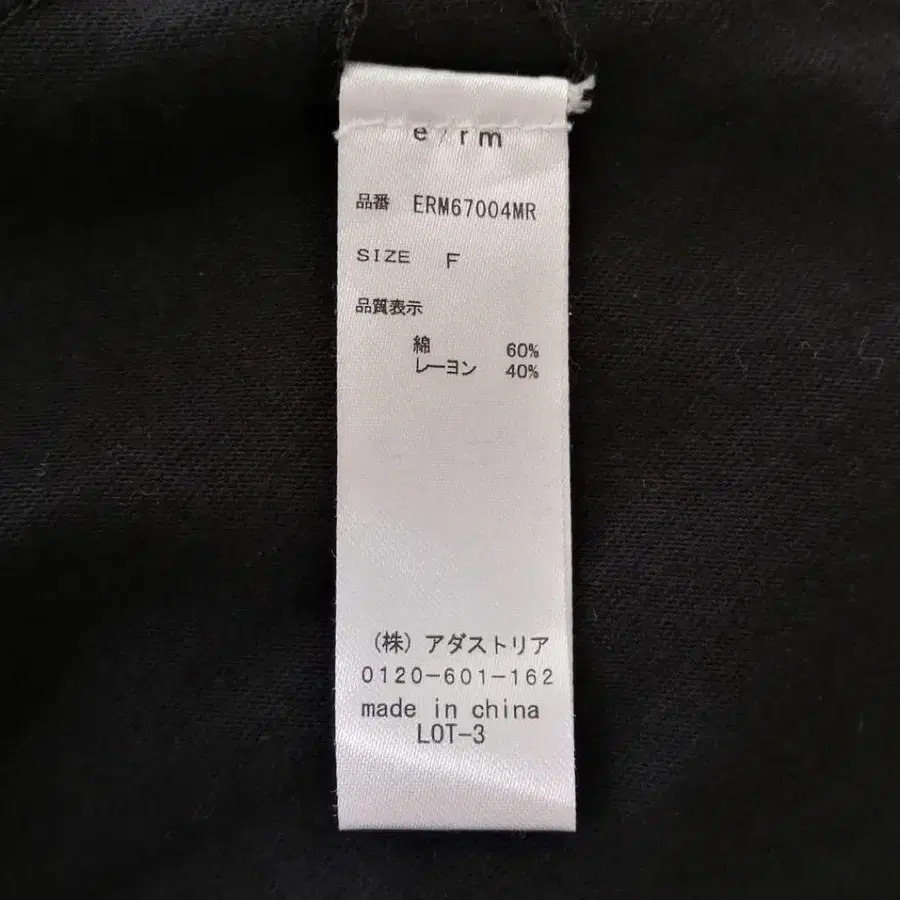 e/rm
品番 ERM67004MR
SIZE F
品質表示
綿 60%
レーヨン 40%
(株)アダストリア
0120-601-162
made in china
LOT-3